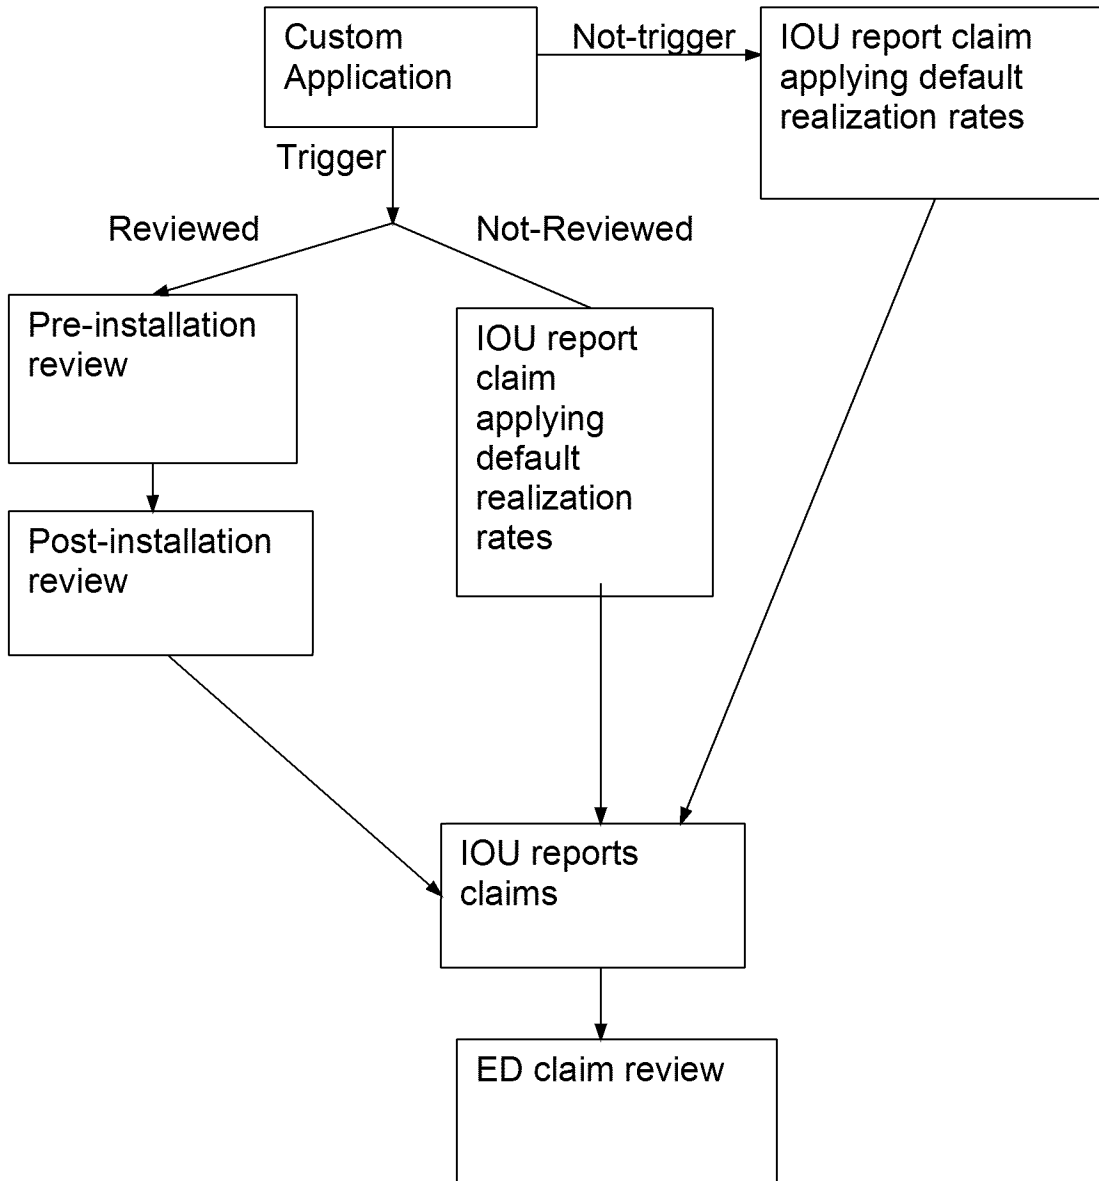 Custom
Application
Not-trigger
IOU report claim
applying default
realization rates
Trigger
Reviewed
Not-Reviewed
Pre-installation
review
IOU report
claim
applying
default
realization
rates
Post-installation
review
IOU reports
claims
ED claim review